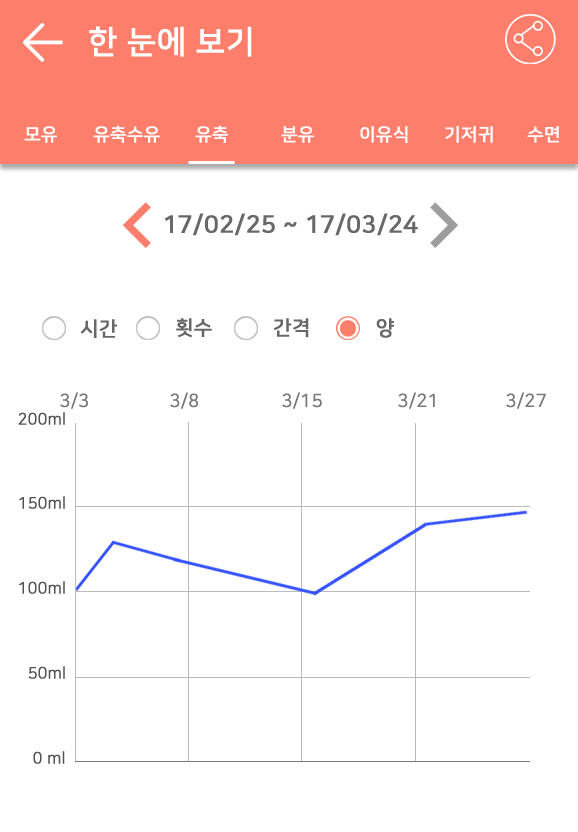 한 눈에 보기
모유 유축수유 유축 분유 이유식 기저귀 수면
17/02/25 ~ 17/03/24
시간 횟수 간격 양
3/3 3/8 3/15 3/21 3/27
200ml
150ml
100ml
50ml
0 ml